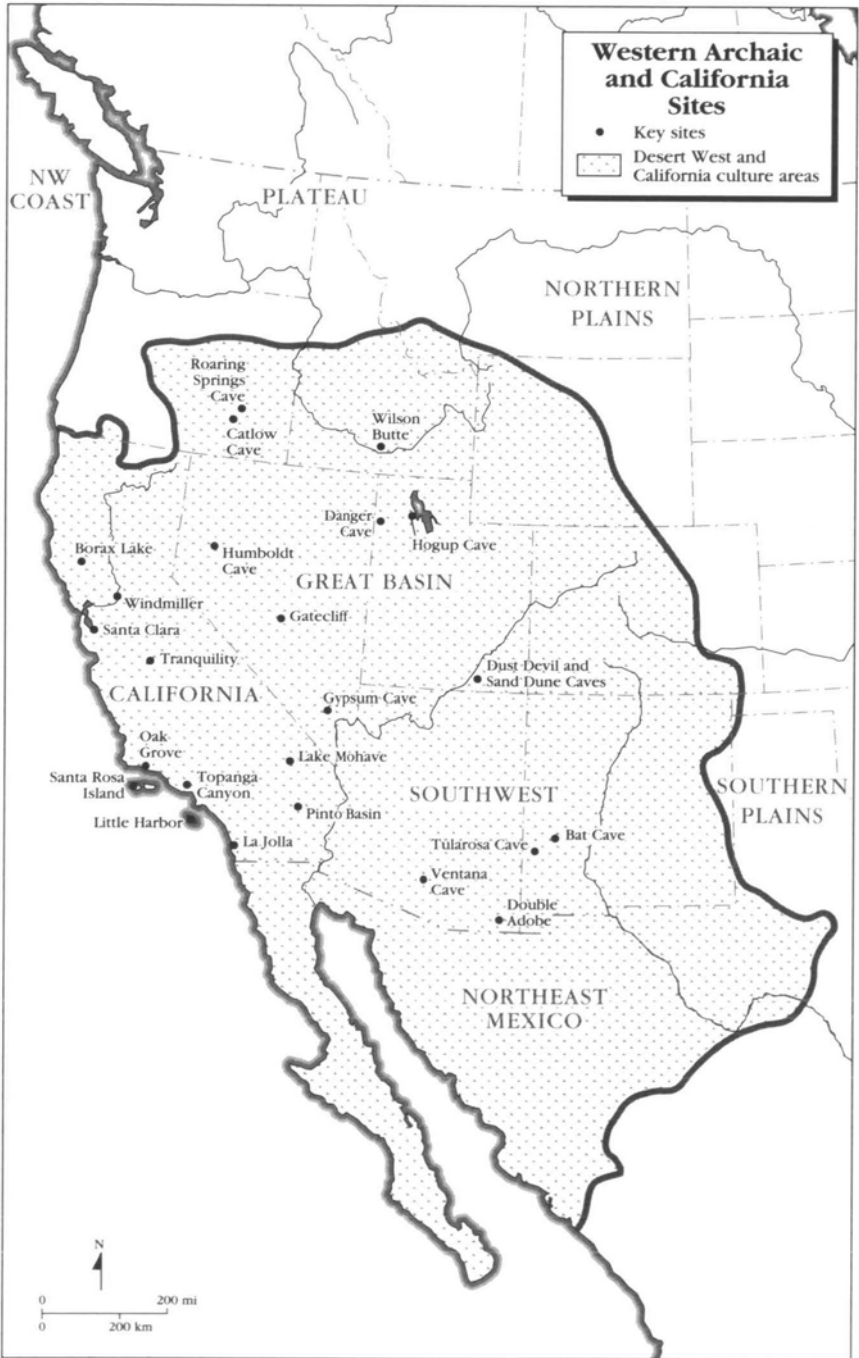 Western Archaic
and California
Sites
Key sites
Desert West and
California culture areas
NW
COAST
PLATEAU
NORTHERN
PLAINS
Roaring
Springs
Cave
Catlow
Cave
Wilson
Butte
Danger
Cave
Hogup Cave
Borax Lake
Humboldt
Cave
GREAT BASIN
Windmiller
Gatecliff
Santa Clara
Tranquility
Dust Devil and
Sand Dune Caves
CALIFORNIA
Gypsum Cave
Oak
Grove
Lake Mohave
Santa Rosa
Island
Topanga
Canyon
SOUTHWEST
SOUTHERN
PLAINS
Little Harbor
Pinto Basin
La Jolla
Tularosa Cave
Bat Cave
Ventana
Cave
Double
Adobe
NORTHEAST
MEXICO
N
0 200 mi
0 200 km